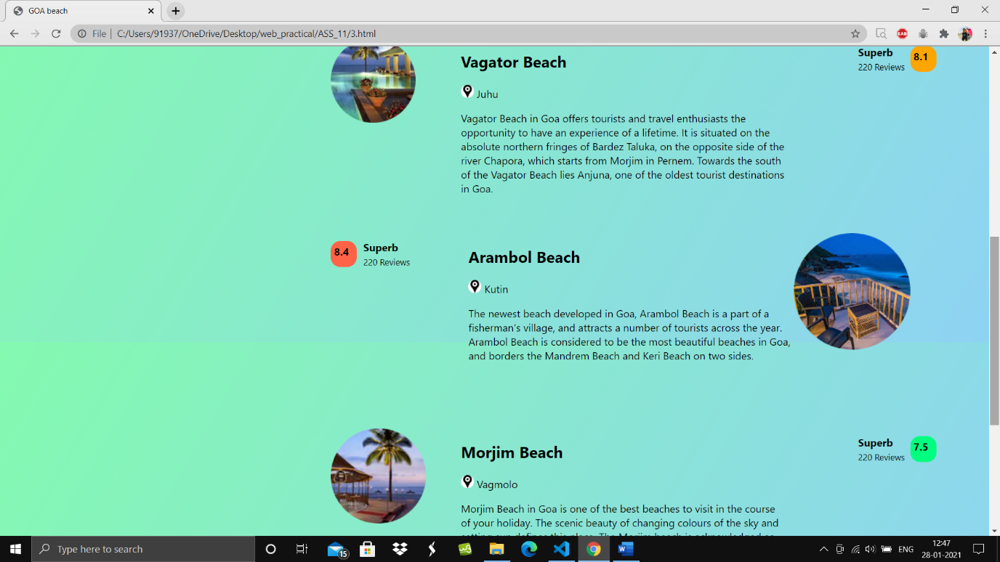 GOA beach
File | C:/Users/91937/OneDrive/Desktop/web_practical/ASS_11/3.html
EAD
Vagator Beach
Superb
8.1
220 Reviews
Juhu
Vagator Beach in Goa offers tourists and travel enthusiasts the
opportunity to have an experience of a lifetime. It is situated on the
absolute northern fringes of Bardez Taluka, on the opposite side of the
river Chapora, which starts from Morjim in Pernem. Towards the south
of the Vagator Beach lies Anjuna, one of the oldest tourist destinations
in Goa.
8.4
Superb
220 Reviews
Arambol Beach
Kutin
The newest beach developed in Goa, Arambol Beach is a part of a
fisherman's village, and attracts a number of tourists across the year.
Arambol Beach is considered to be the most beautiful beaches in Goa,
and borders the Mandrem Beach and Keri Beach on two sides.
Morjim Beach
Superb
7.5
220 Reviews
Vagmolo
Morjim Beach in Goa is one of the best beaches to visit in the course
of your holiday. The scenic beauty of changing colours of the sky and
Type here to search
15
ENG
12:47
28-01-2021